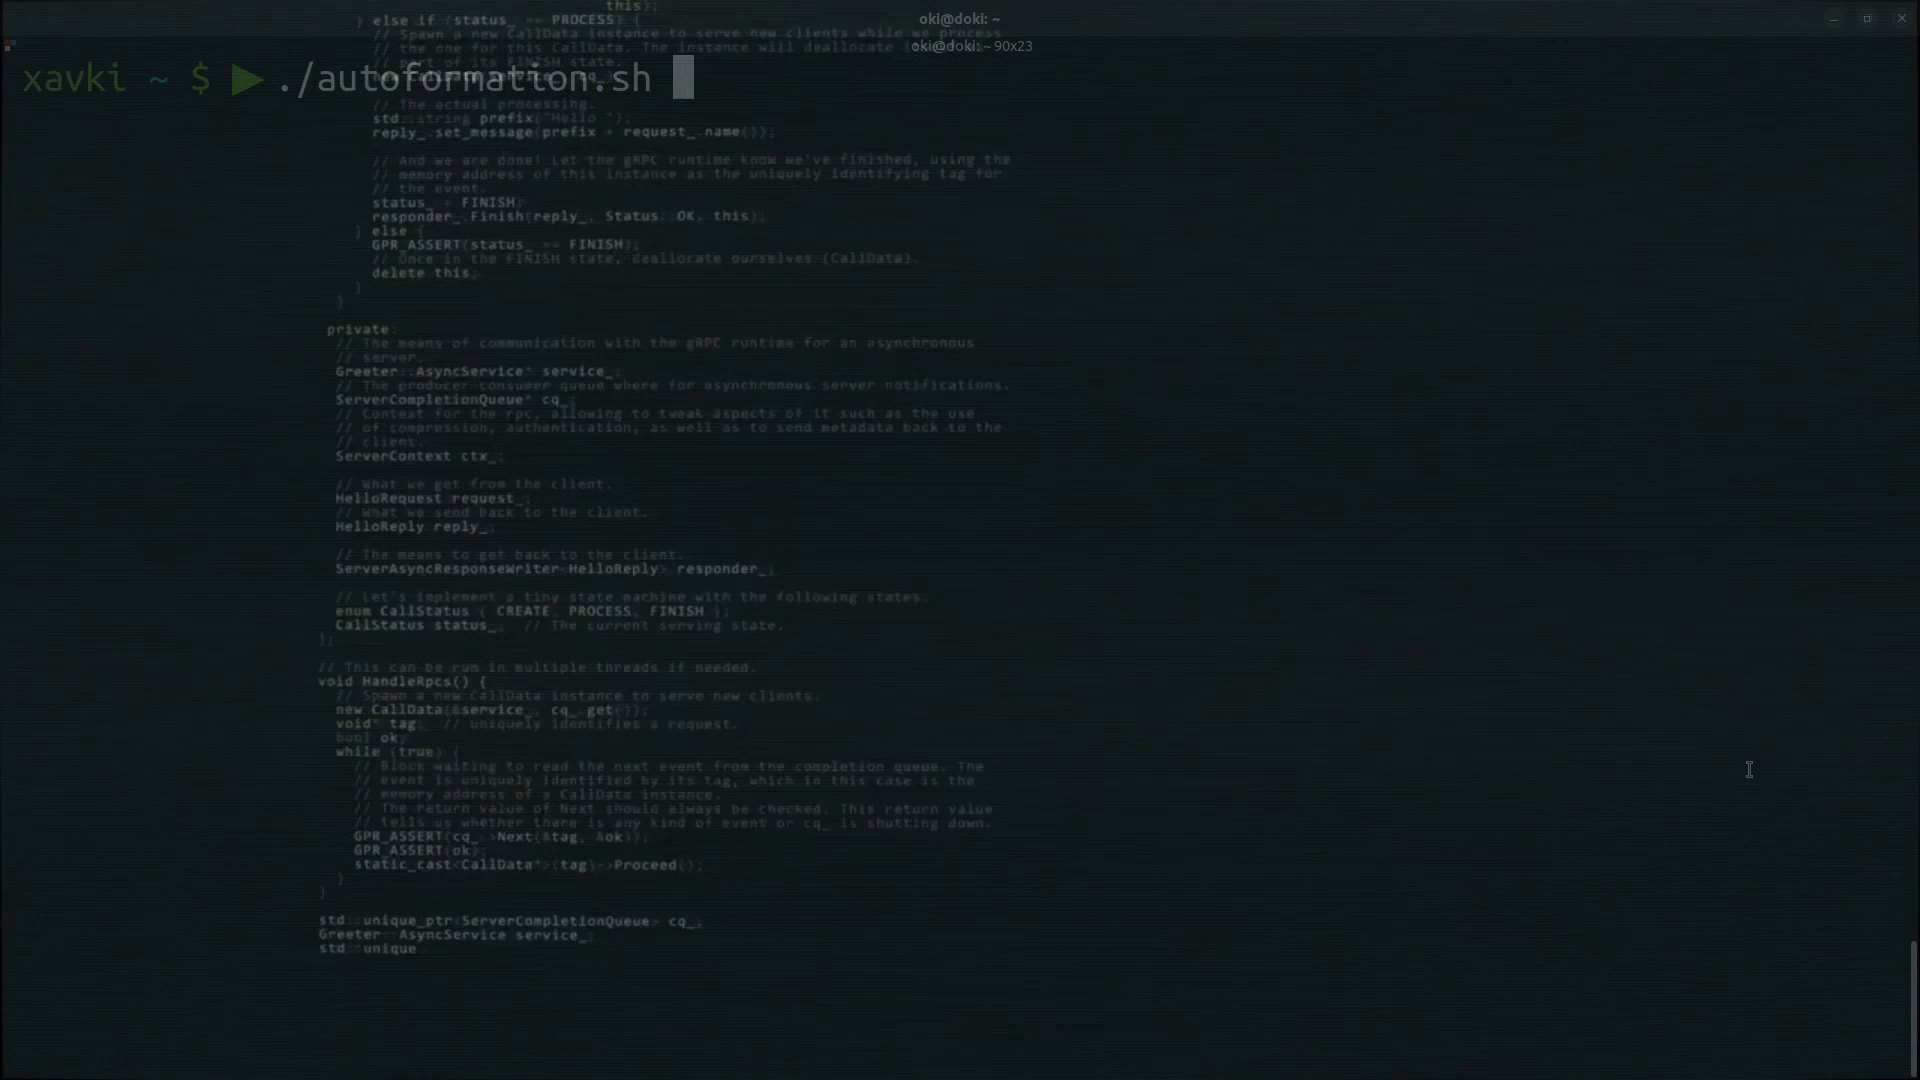 this);
oki@doki: ~
} else if (status_ == PROCESS) {
// Spawn a new CallData instance to serve new clients while we process
// the one for this CallData. The instance will deallocate
oki@doki: ~ 90x23
// part of its FINISH state.
xavki ~ $ ▶ ./autoformation.sh
new CallData(service_, cq_);
// The actual processing.
std::string prefix("Hello ");
reply_.set_message(prefix + request_.name());
// And we are done! Let the gRPC runtime know we've finished, using the
// memory address of this instance as the uniquely identifying tag for
// the event.
status_ = FINISH;
responder_.Finish(reply_, Status::OK, this);
} else {
GPR_ASSERT(status_ == FINISH);
// Once in the FINISH state, deallocate ourselves (CallData).
delete this;
}
}
private:
// The means of communication with the gRPC runtime for an asynchronous
// server.
Greeter::AsyncService* service_;
// The producer-consumer queue where for asynchronous server notifications.
ServerCompletionQueue* cq_;
// Context for the rpc, allowing to tweak aspects of it such as the use
// of compression, authentication, as well as to send metadata back to the
// client.
ServerContext ctx_;
// What we get from the client.
HelloRequest request_;
// What we send back to the client.
HelloReply reply_;
// The means to get back to the client.
ServerAsyncResponseWriter<HelloReply> responder_;
// Let's implement a tiny state machine with the following states.
enum CallStatus { CREATE, PROCESS, FINISH };
CallStatus status_;  // The current serving state.
};
// This can be run in multiple threads if needed.
void HandleRpcs() {
// Spawn a new CallData instance to serve new clients.
new CallData(&service_, cq_.get());
void* tag;  // uniquely identifies a request.
bool ok;
while (true) {
// Block waiting to read the next event from the completion queue. The
// event is uniquely identified by its tag, which in this case is the
// memory address of a CallData instance.
// The return value of Next should always be checked. This return value
// tells us whether there is any kind of event or cq_ is shutting down.
GPR_ASSERT(cq_->Next(&tag, &ok));
GPR_ASSERT(ok);
static_cast<CallData*>(tag)->Proceed();
}
}
std::unique_ptr<ServerCompletionQueue> cq_;
Greeter::AsyncService service_;
std::unique